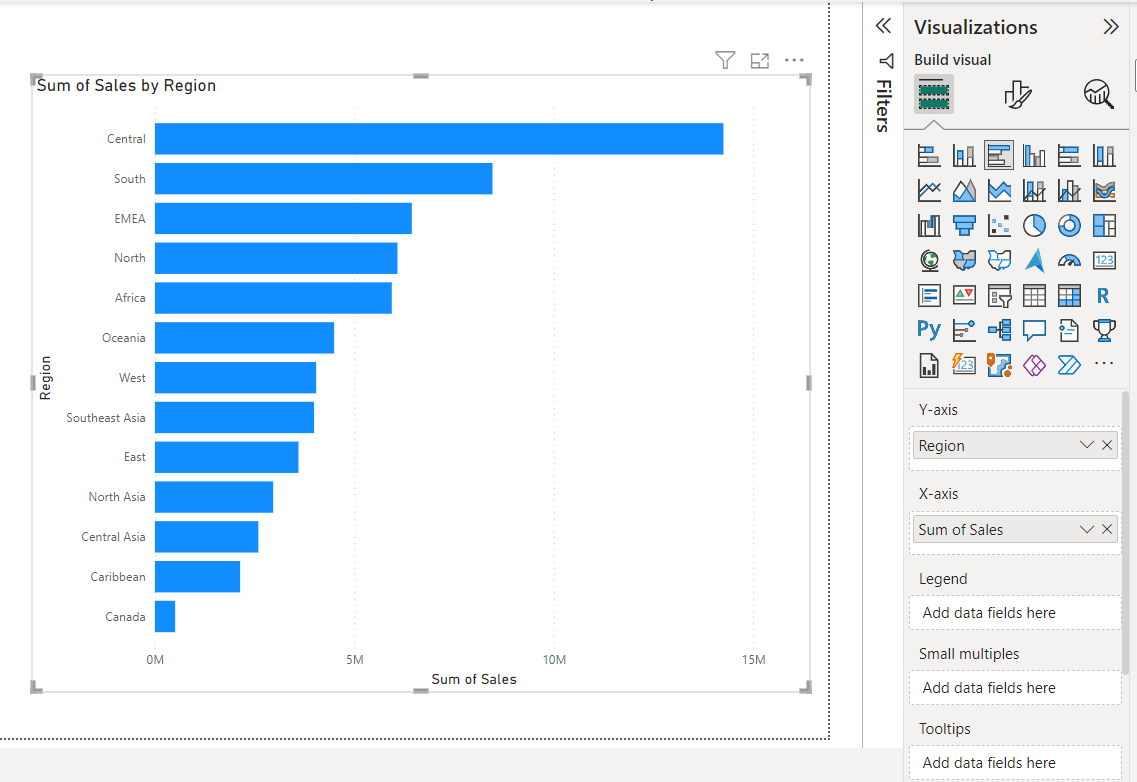 Sum of Sales by Region
Central
South
EMEA
North
Africa
Oceania
West
Southeast Asia
East
North Asia
Central Asia
Caribbean
Canada
Region
0M 5M 10M 15M
Sum of Sales
Filters
Visualizations
Build visual
123
R
Py
123
Y-axis
Region
X-axis
Sum of Sales
Legend
Add data fields here
Small multiples
Add data fields here
Tooltips
Add data fields here